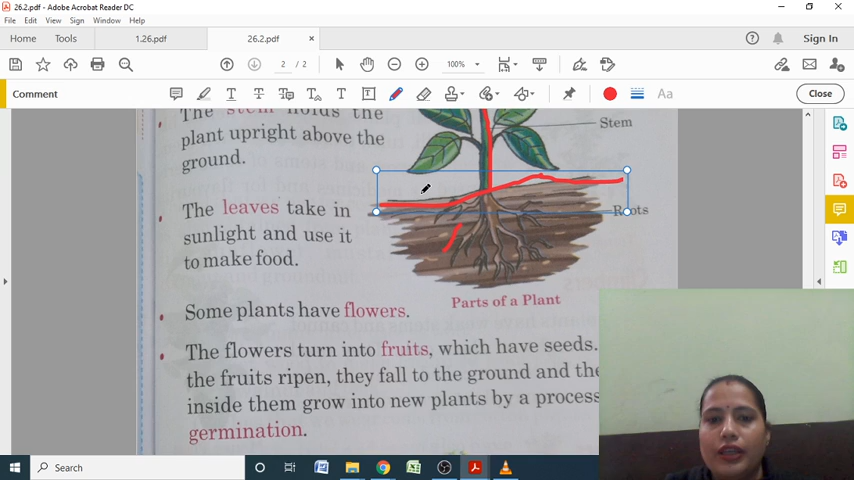 26.2.pdf - Adobe Acrobat Reader DC
File Edit View Sign Window Help
Home Tools 1.26.pdf 26.2.pdf × Sign In
2 / 2 100%
Comment Close
The stem holds the
plant upright above the
ground.
The leaves take in
sunlight and use it
to make food.
Some plants have flowers.
The flowers turn into fruits, which have seeds.
the fruits ripen, they fall to the ground and the
inside them grow into new plants by a process
germination.
Stem
Roots
Parts of a Plant
Search